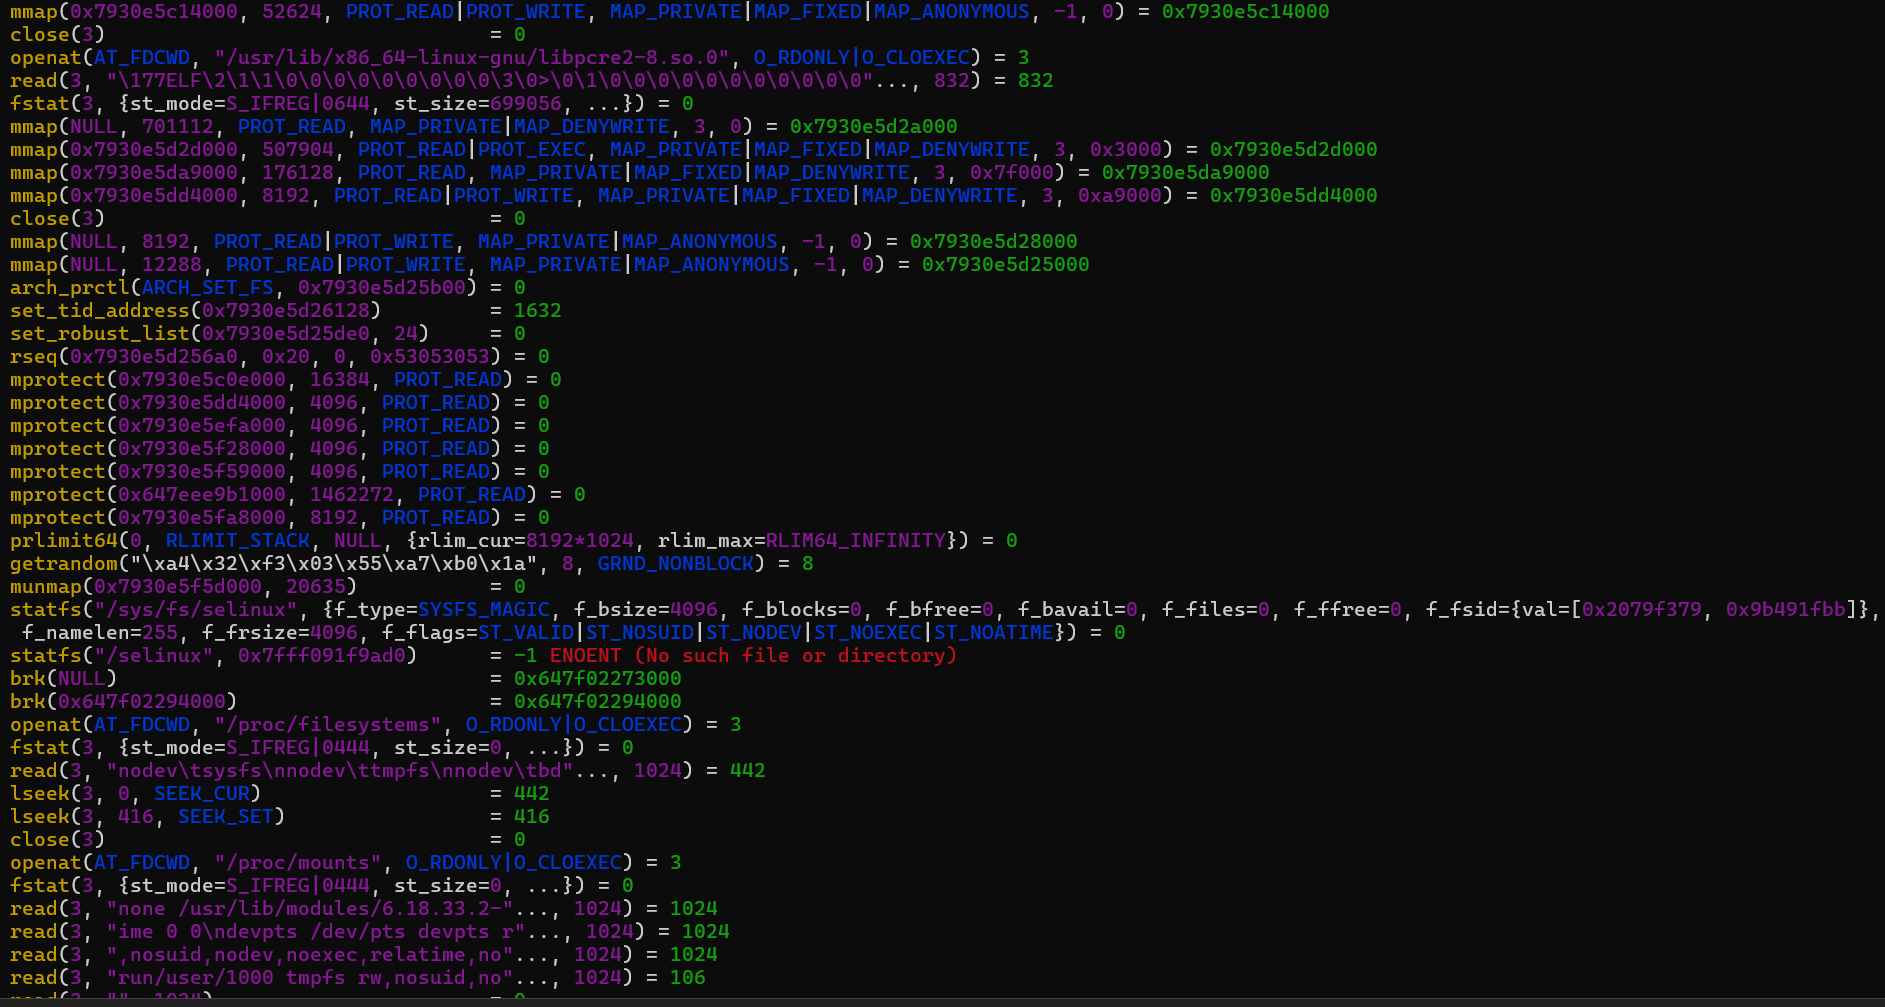 mmap(0x7930e5c14000, 52624, PROT_READ|PROT_WRITE, MAP_PRIVATE|MAP_FIXED|MAP_ANONYMOUS, -1, 0) = 0x7930e5c14000
close(3)                                = 0
openat(AT_FDCWD, "/usr/lib/x86_64-linux-gnu/libpcre2-8.so.0", O_RDONLY|O_CLOEXEC) = 3
read(3, "\177ELF\2\1\1\0\0\0\0\0\0\0\0\0\3\0>\0\1\0\0\0\0\0\0\0\0\0\0\0"..., 832) = 832
fstat(3, {st_mode=S_IFREG|0644, st_size=699056, ...}) = 0
mmap(NULL, 701112, PROT_READ, MAP_PRIVATE|MAP_DENYWRITE, 3, 0) = 0x7930e5d2a000
mmap(0x7930e5d2d000, 507904, PROT_READ|PROT_EXEC, MAP_PRIVATE|MAP_FIXED|MAP_DENYWRITE, 3, 0x3000) = 0x7930e5d2d000
mmap(0x7930e5da9000, 176128, PROT_READ, MAP_PRIVATE|MAP_FIXED|MAP_DENYWRITE, 3, 0x7f000) = 0x7930e5da9000
mmap(0x7930e5dd4000, 8192, PROT_READ|PROT_WRITE, MAP_PRIVATE|MAP_FIXED|MAP_DENYWRITE, 3, 0xa9000) = 0x7930e5dd4000
close(3)                                = 0
mmap(NULL, 8192, PROT_READ|PROT_WRITE, MAP_PRIVATE|MAP_ANONYMOUS, -1, 0) = 0x7930e5d28000
mmap(NULL, 12288, PROT_READ|PROT_WRITE, MAP_PRIVATE|MAP_ANONYMOUS, -1, 0) = 0x7930e5d25000
arch_prctl(ARCH_SET_FS, 0x7930e5d25b00) = 0
set_tid_address(0x7930e5d26128)         = 1632
set_robust_list(0x7930e5d25de0, 24)     = 0
rseq(0x7930e5d256a0, 0x20, 0, 0x53053053) = 0
mprotect(0x7930e5c0e000, 16384, PROT_READ) = 0
mprotect(0x7930e5dd4000, 4096, PROT_READ) = 0
mprotect(0x7930e5efa000, 4096, PROT_READ) = 0
mprotect(0x7930e5f28000, 4096, PROT_READ) = 0
mprotect(0x7930e5f59000, 4096, PROT_READ) = 0
mprotect(0x647eee9b1000, 1462272, PROT_READ) = 0
mprotect(0x7930e5fa8000, 8192, PROT_READ) = 0
prlimit64(0, RLIMIT_STACK, NULL, {rlim_cur=8192*1024, rlim_max=RLIM64_INFINITY}) = 0
getrandom("\xa4\x32\xf3\x03\x55\xa7\xb0\x1a", 8, GRND_NONBLOCK) = 8
munmap(0x7930e5f5d000, 20635)           = 0
statfs("/sys/fs/selinux", {f_type=SYSFS_MAGIC, f_bsize=4096, f_blocks=0, f_bfree=0, f_bavail=0, f_files=0, f_ffree=0, f_fsid={val=[0x2079f379, 0x9b491fbb]},
 f_namelen=255, f_frsize=4096, f_flags=ST_VALID|ST_NOSUID|ST_NODEV|ST_NOEXEC|ST_NOATIME}) = 0
statfs("/selinux", 0x7fff091f9ad0)      = -1 ENOENT (No such file or directory)
brk(NULL)                               = 0x647f02273000
brk(0x647f02294000)                     = 0x647f02294000
openat(AT_FDCWD, "/proc/filesystems", O_RDONLY|O_CLOEXEC) = 3
fstat(3, {st_mode=S_IFREG|0444, st_size=0, ...}) = 0
read(3, "nodev\tsysfs\nnodev\ttmpfs\nnodev\tbd"..., 1024) = 442
lseek(3, 0, SEEK_CUR)                   = 442
lseek(3, 416, SEEK_SET)                 = 416
close(3)                                = 0
openat(AT_FDCWD, "/proc/mounts", O_RDONLY|O_CLOEXEC) = 3
fstat(3, {st_mode=S_IFREG|0444, st_size=0, ...}) = 0
read(3, "none /usr/lib/modules/6.18.33.2-"..., 1024) = 1024
read(3, "ime 0 0\ndevpts /dev/pts devpts r"..., 1024) = 1024
read(3, ",nosuid,nodev,noexec,relatime,no"..., 1024) = 1024
read(3, "run/user/1000 tmpfs rw,nosuid,no"..., 1024) = 106
read(3, "", 1024)                       = 0